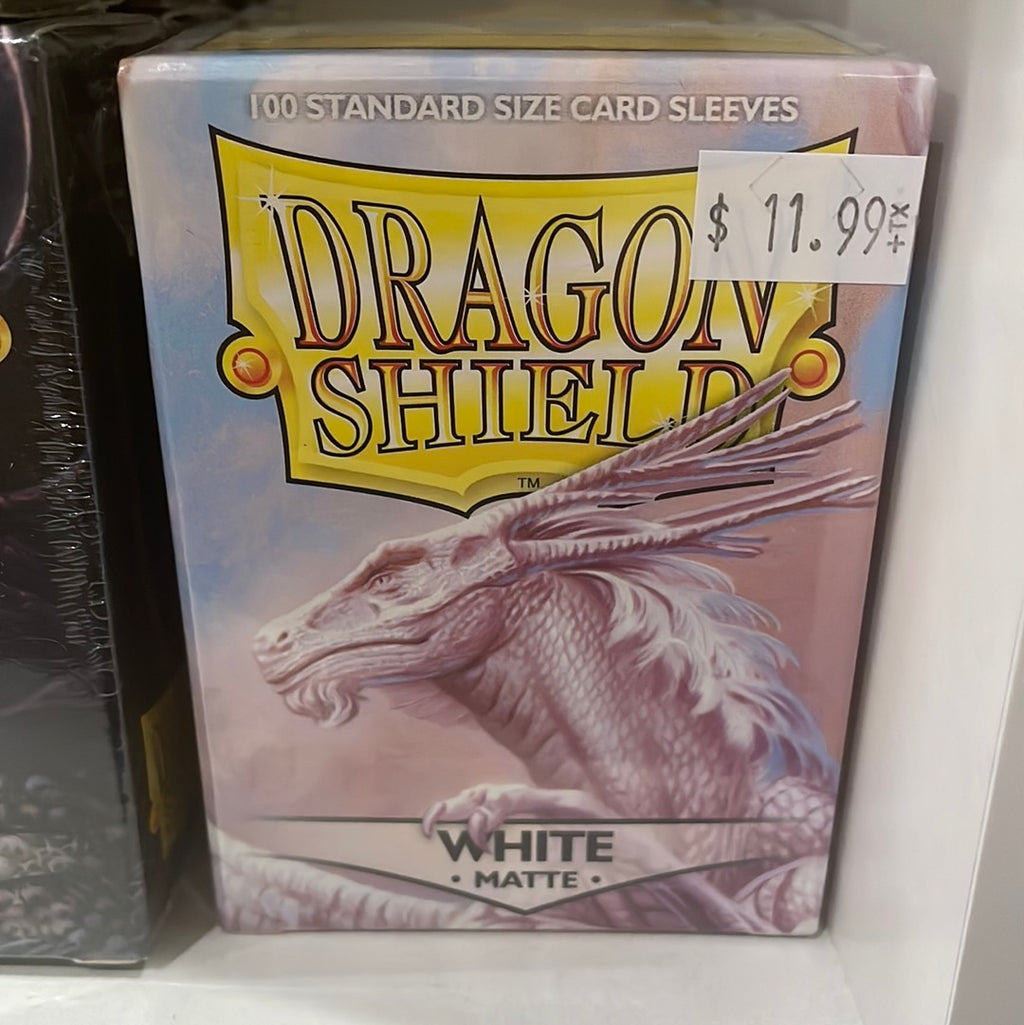 100 STANDARD SIZE CARD SLEEVES
$ 11.99 +TX
DRAGON
SHIELD
TM
WHITE
• MATTE •